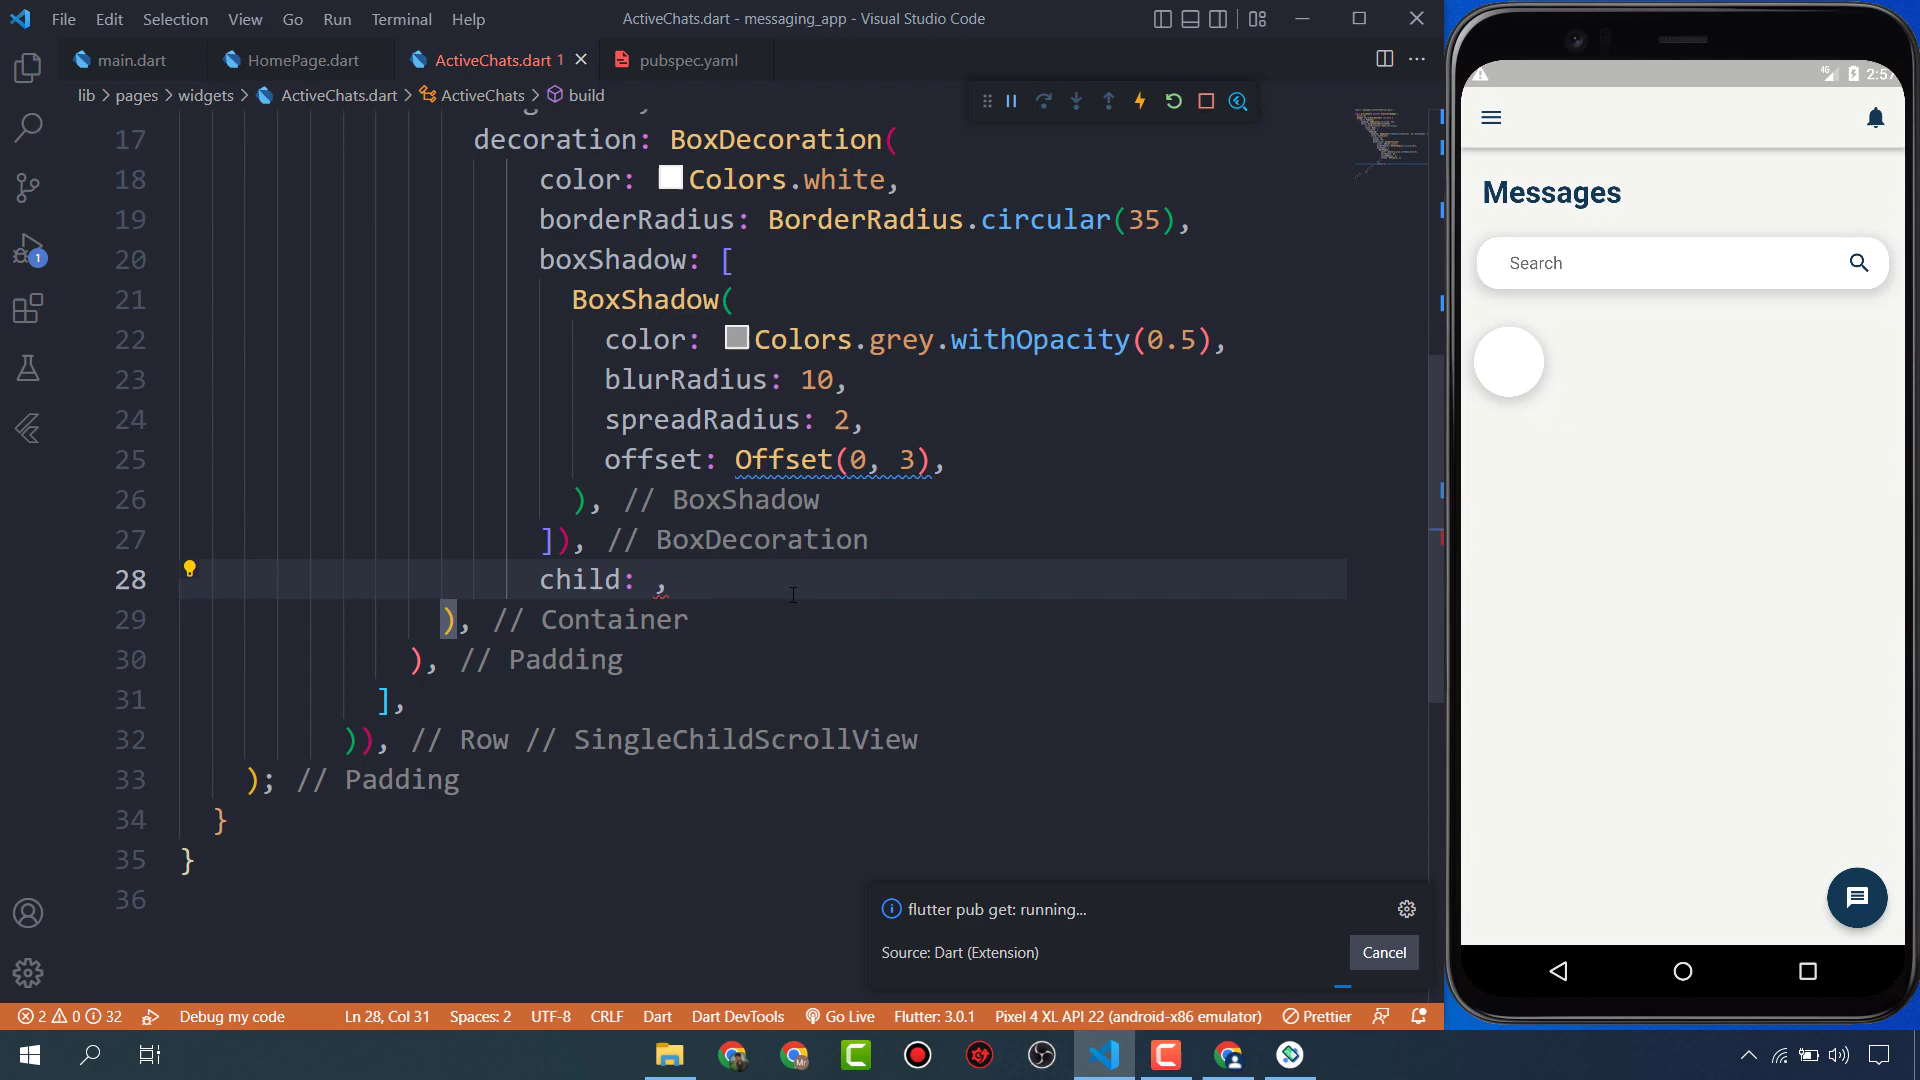 File Edit Selection View Go Run Terminal Help
ActiveChats.dart - messaging_app - Visual Studio Code
main.dart
HomePage.dart
ActiveChats.dart 1
pubspec.yaml
lib > pages > widgets > ActiveChats.dart > ActiveChats > build
17 decoration: BoxDecoration(
18 color: Colors.white,
19 borderRadius: BorderRadius.circular(35),
20 boxShadow: [
21 BoxShadow(
22 color: Colors.grey.withOpacity(0.5),
23 blurRadius: 10,
24 spreadRadius: 2,
25 offset: Offset(0, 3),
26 ), // BoxShadow
27 ]), // BoxDecoration
28 child: ,
29 ), // Container
30 ), // Padding
31 ],
32 )), // Row // SingleChildScrollView
33 ); // Padding
34 }
35 }
36
1
flutter pub get: running...
Source: Dart (Extension)
Cancel
2 0 32 Debug my code Ln 28, Col 31 Spaces: 2 UTF-8 CRLF Dart Dart DevTools Go Live Flutter: 3.0.1 Pixel 4 XL API 22 (android-x86 emulator) Prettier
4G
Messages
Search